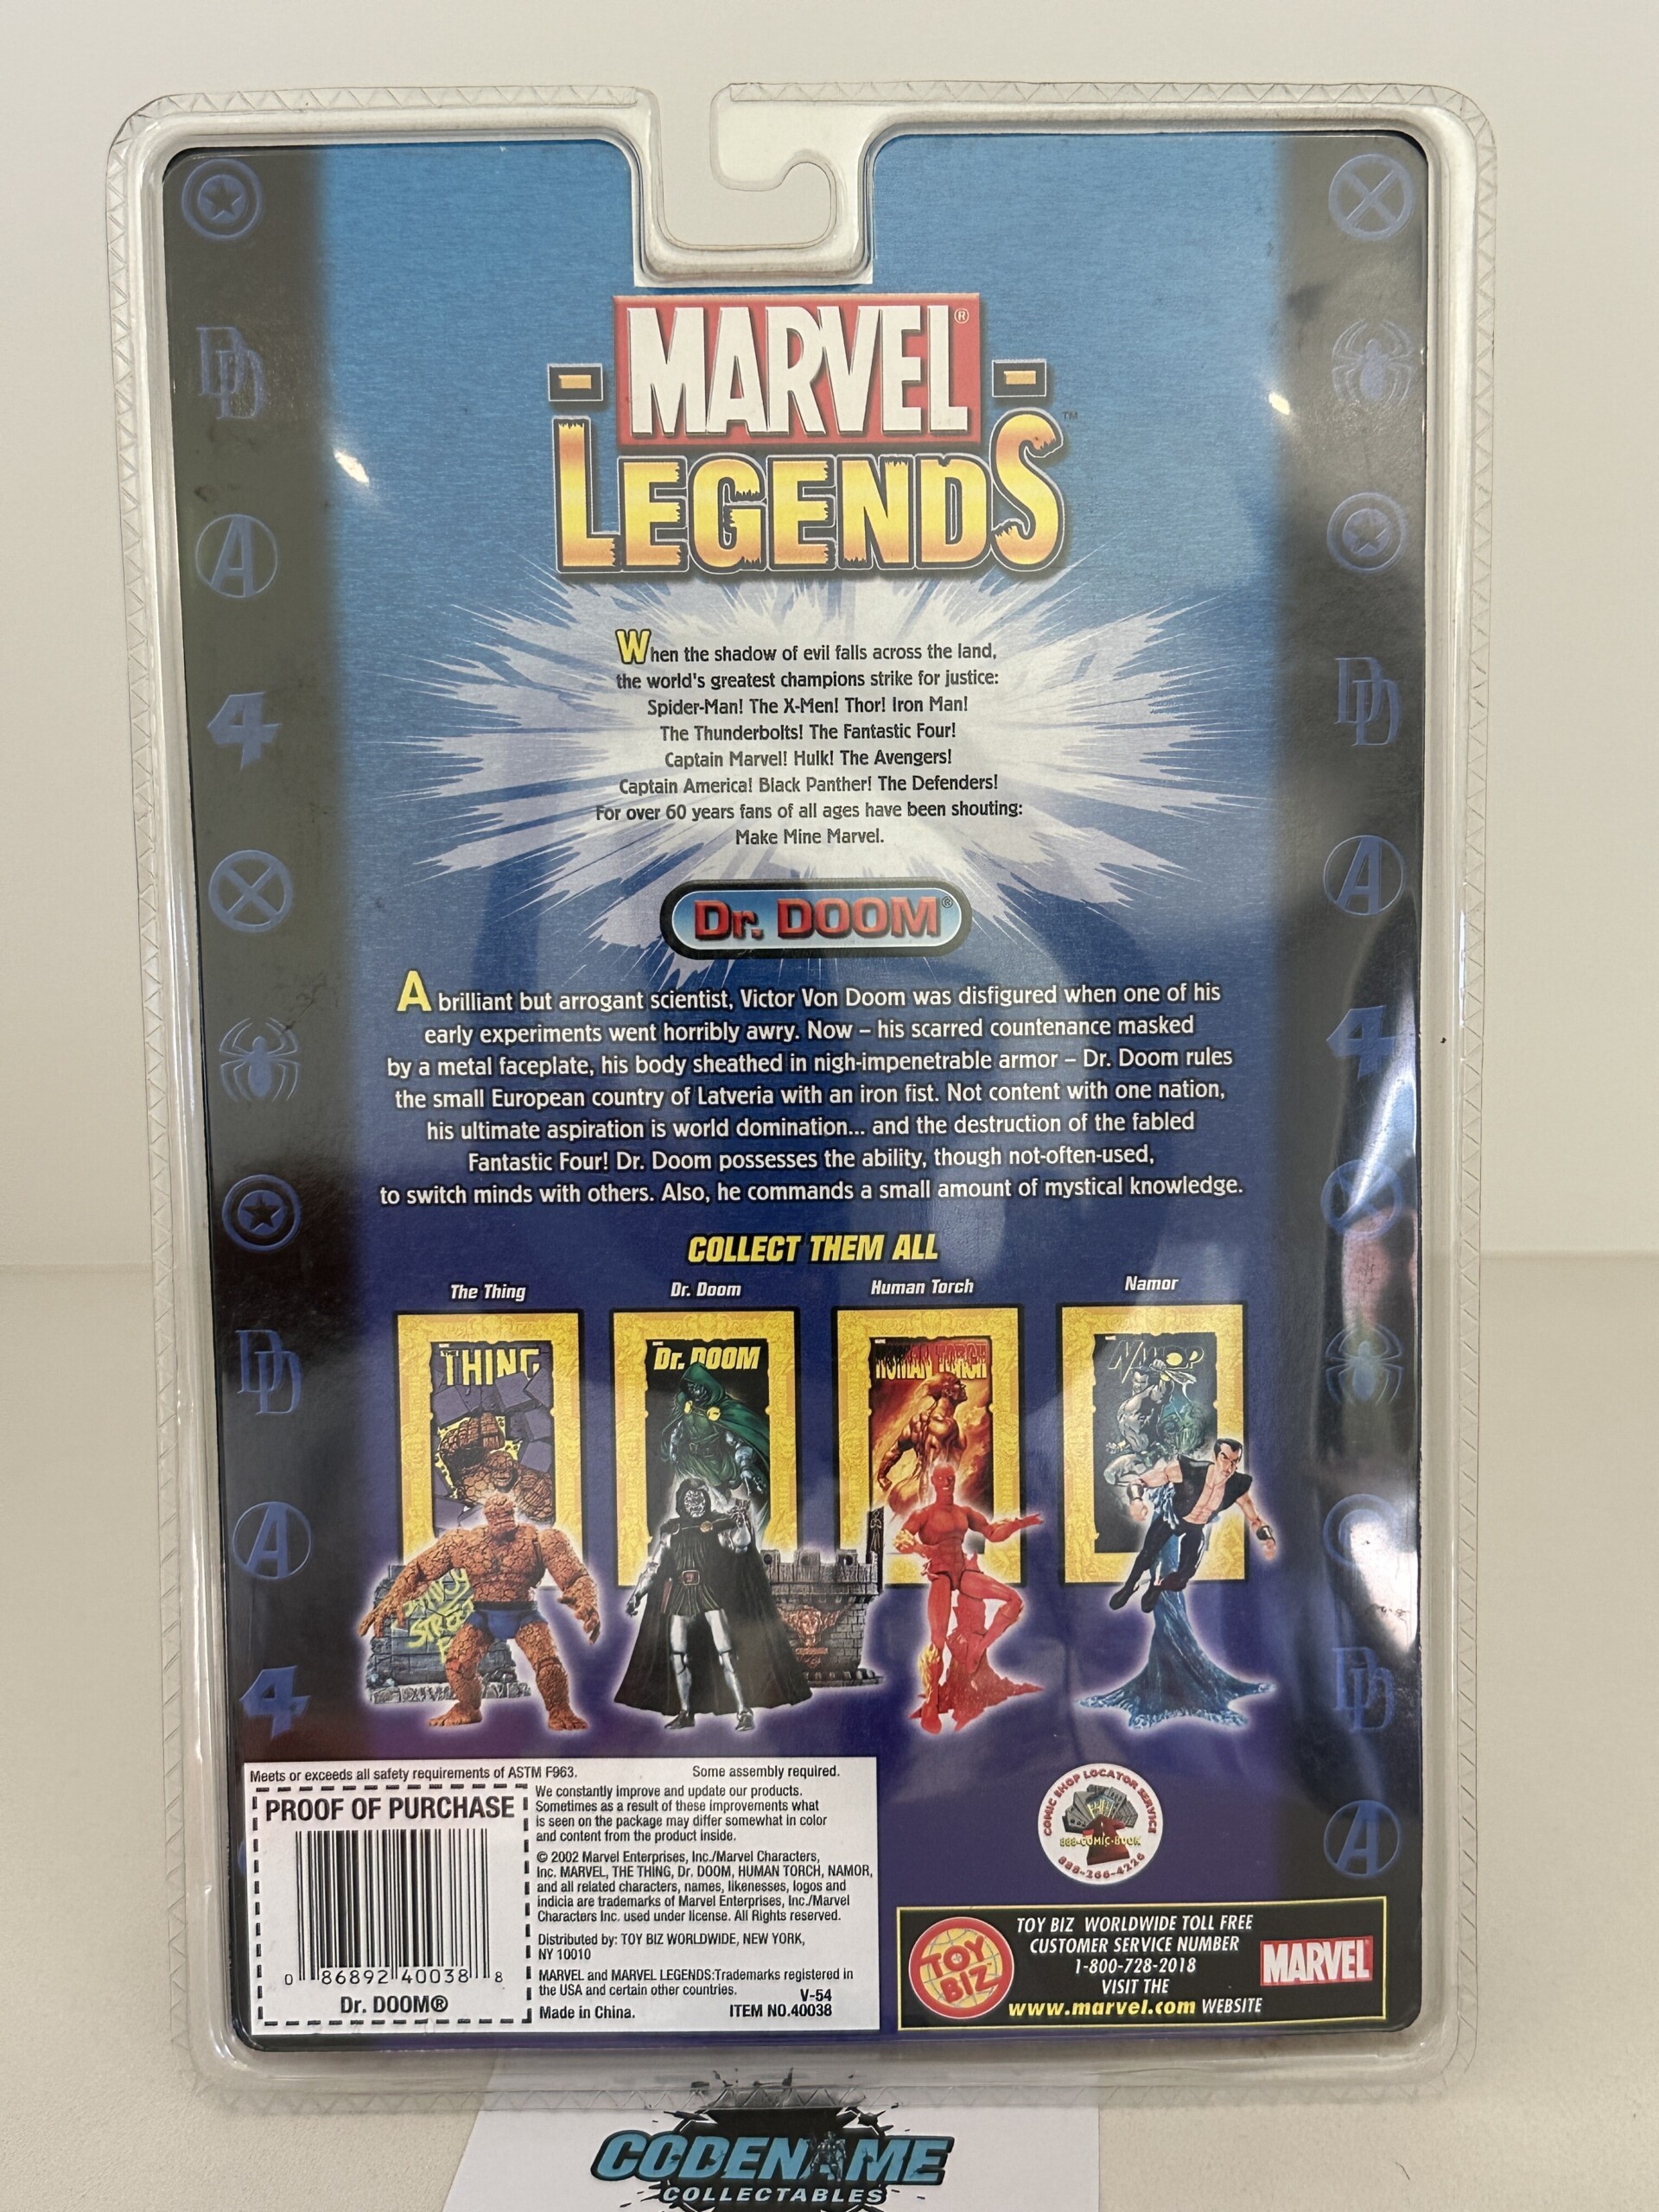 MARVEL®
LEGENDS™
When the shadow of evil falls across the land,
the world's greatest champions strike for justice:
Spider-Man! The X-Men! Thor! Iron Man!
The Thunderbolts! The Fantastic Four!
Captain Marvel! Hulk! The Avengers!
Captain America! Black Panther! The Defenders!
For over 60 years fans of all ages have been shouting:
Make Mine Marvel.
Dr. DOOM®
A brilliant but arrogant scientist, Victor Von Doom was disfigured when one of his
early experiments went horribly awry. Now – his scarred countenance masked
by a metal faceplate, his body sheathed in nigh-impenetrable armor – Dr. Doom rules
the small European country of Latveria with an iron fist. Not content with one nation,
his ultimate aspiration is world domination... and the destruction of the fabled
Fantastic Four! Dr. Doom possesses the ability, though not-often-used,
to switch minds with others. Also, he commands a small amount of mystical knowledge.
COLLECT THEM ALL
The Thing
Dr. Doom
Human Torch
Namor
THE THING
Dr. DOOM
HUMAN TORCH
NAMOR
Meets or exceeds all safety requirements of ASTM F963.
Some assembly required.
PROOF OF PURCHASE
0 86892 40038 8
Dr. DOOM®
We constantly improve and update our products.
Sometimes as a result of these improvements what
is seen on the package may differ somewhat in color
and content from the product inside.
© 2002 Marvel Enterprises, Inc./Marvel Characters,
Inc. MARVEL, THE THING, Dr. DOOM, HUMAN TORCH, NAMOR,
and all related characters, names, likenesses, logos and
indicia are trademarks of Marvel Enterprises, Inc./Marvel
Characters Inc. used under license. All Rights reserved.
Distributed by: TOY BIZ WORLDWIDE, NEW YORK,
NY 10010
MARVEL and MARVEL LEGENDS:Trademarks registered in
the USA and certain other countries.
V-54
Made in China.
ITEM NO.40038
COMIC SHOP LOCATOR SERVICE
888-COMIC-BOOK
888-266-4226
TOY BIZ
TOY BIZ WORLDWIDE TOLL FREE
CUSTOMER SERVICE NUMBER
1-800-728-2018
VISIT THE
www.marvel.com WEBSITE
MARVEL
CODENAME
COLLECTABLES